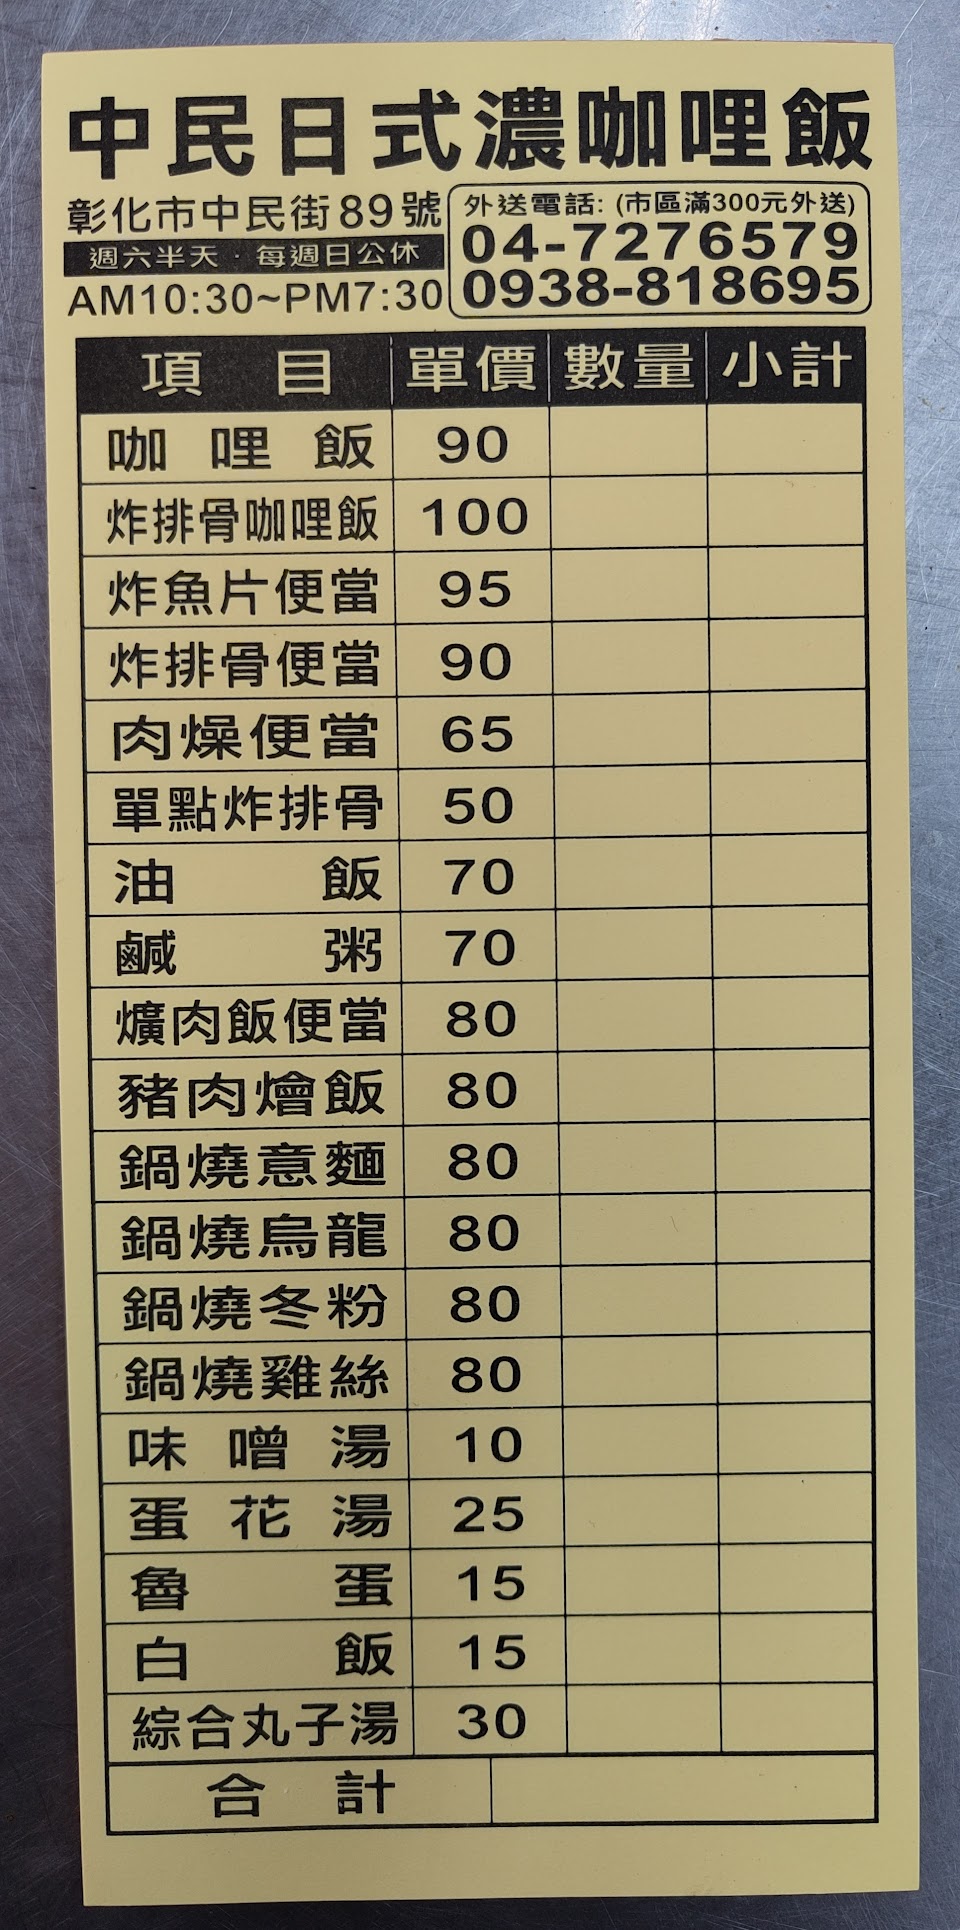 中民日式濃咖哩飯
彰化市中民街89號
週六半天．每週日公休
AM10:30~PM7:30
外送電話: (市區滿300元外送)
04-7276579
0938-818695
項目 單價 數量 小計
咖哩飯 90
炸排骨咖哩飯 100
炸魚片便當 95
炸排骨便當 90
肉燥便當 65
單點炸排骨 50
油飯 70
鹹粥 70
爌肉飯便當 80
豬肉燴飯 80
鍋燒意麵 80
鍋燒烏龍 80
鍋燒冬粉 80
鍋燒雞絲 80
味噌湯 10
蛋花湯 25
魯蛋 15
白飯 15
綜合丸子湯 30
合計